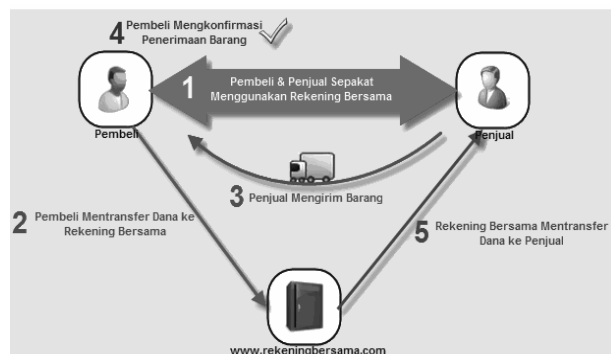 4 Pembeli Mengkonfirmasi
Penerimaan Barang
1 Pembeli & Penjual Sepakat
Menggunakan Rekening Bersama
Pembeli
Penjual
3 Penjual Mengirim Barang
2 Pembeli Mentransfer Dana ke
Rekening Bersama
5 Rekening Bersama Mentransfer
Dana ke Penjual
www.rekeningbersama.com